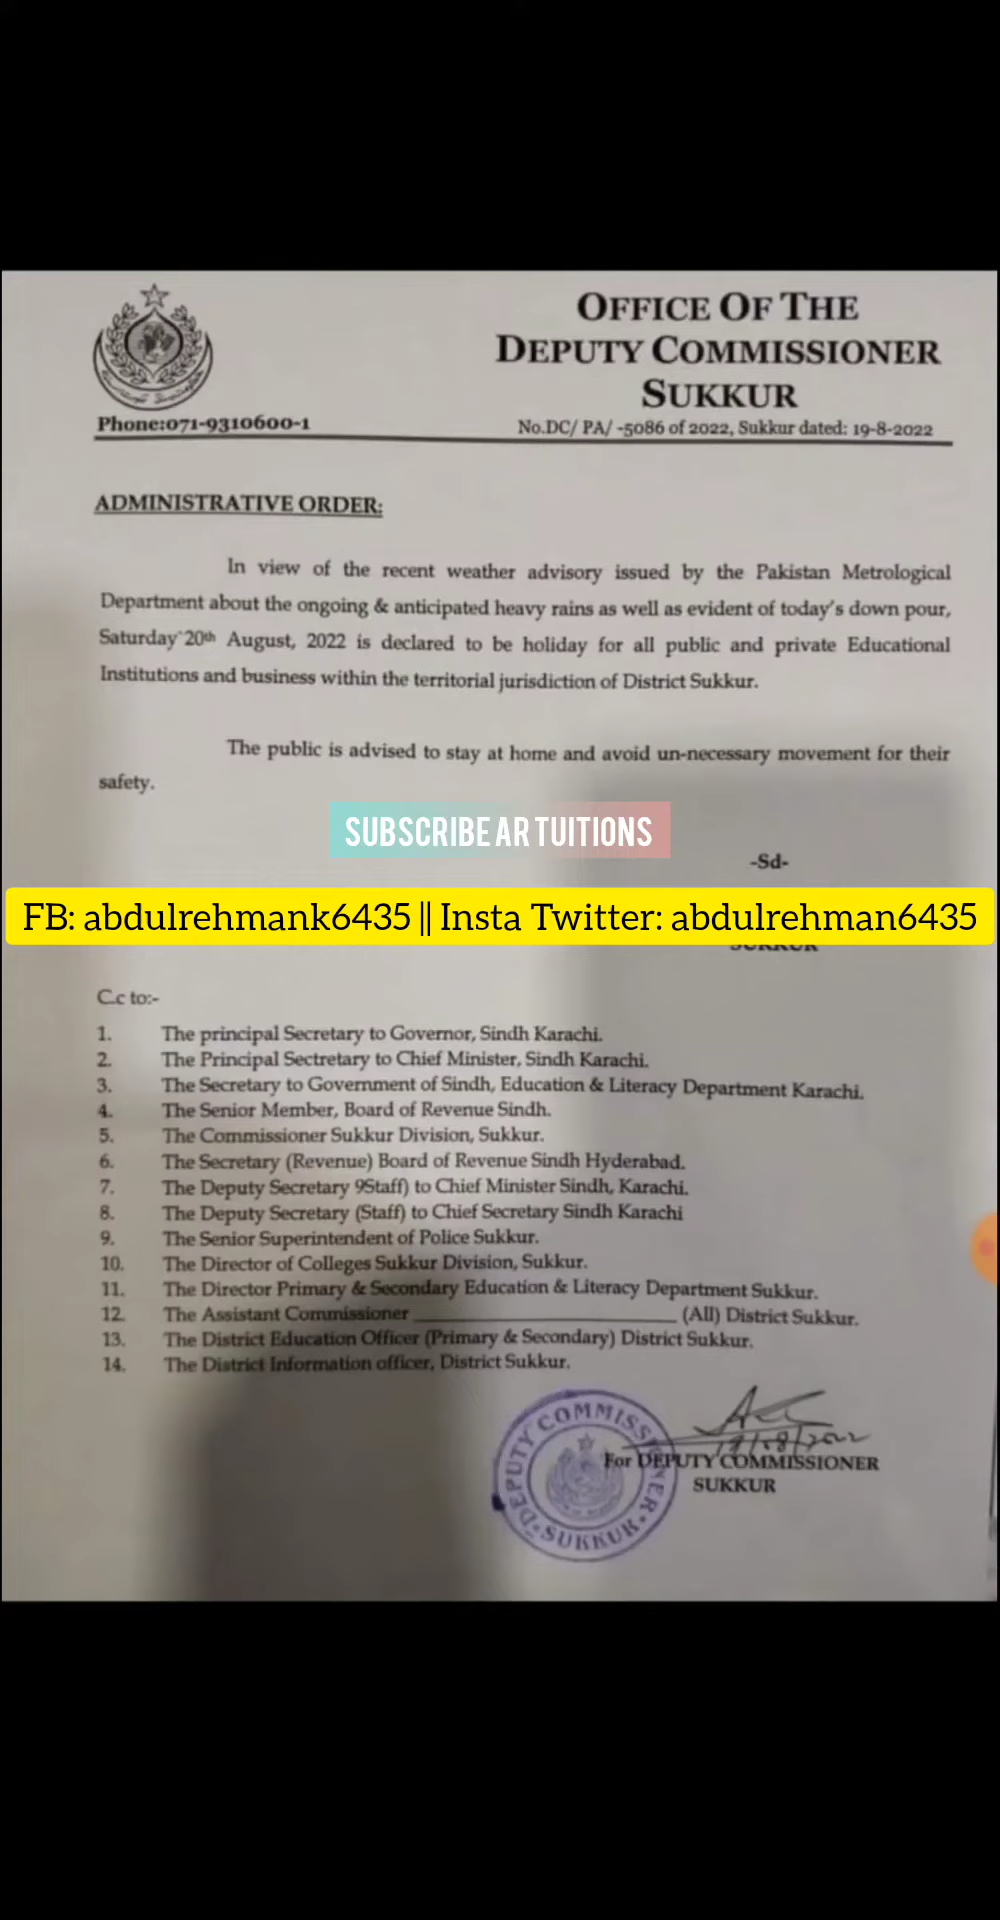 OFFICE OF THE
DEPUTY COMMISSIONER
SUKKUR
Phone:071-9310600-1
No.DC/ PA/ -5086 of 2022, Sukkur dated: 19-8-2022
ADMINISTRATIVE ORDER:
In view of the recent weather advisory issued by the Pakistan Metrological
Department about the ongoing & anticipated heavy rains as well as evident of today's down pour,
Saturday 20th August, 2022 is declared to be holiday for all public and private Educational
Institutions and business within the territorial jurisdiction of District Sukkur.
The public is advised to stay at home and avoid un-necessary movement for their
safety.
SUBSCRIBE AR TUITIONS
-Sd-
FB: abdulrehmank6435 || Insta Twitter: abdulrehman6435
SUKKUR
C.c to:-
1. The principal Secretary to Governor, Sindh Karachi.
2. The Principal Sectretary to Chief Minister, Sindh Karachi.
3. The Secretary to Government of Sindh, Education & Literacy Department Karachi.
4. The Senior Member, Board of Revenue Sindh.
5. The Commissioner Sukkur Division, Sukkur.
6. The Secretary (Revenue) Board of Revenue Sindh Hyderabad.
7. The Deputy Secretary 9Staff) to Chief Minister Sindh, Karachi.
8. The Deputy Secretary (Staff) to Chief Secretary Sindh Karachi
9. The Senior Superintendent of Police Sukkur.
10. The Director of Colleges Sukkur Division, Sukkur.
11. The Director Primary & Secondary Education & Literacy Department Sukkur.
12. The Assistant Commissioner ____________________ (All) District Sukkur.
13. The District Education Officer (Primary & Secondary) District Sukkur.
14. The District Information officer, District Sukkur.
19/08/2022
For DEPUTY COMMISSIONER
SUKKUR
DEPUTY COMMISSIONER
SUKKUR